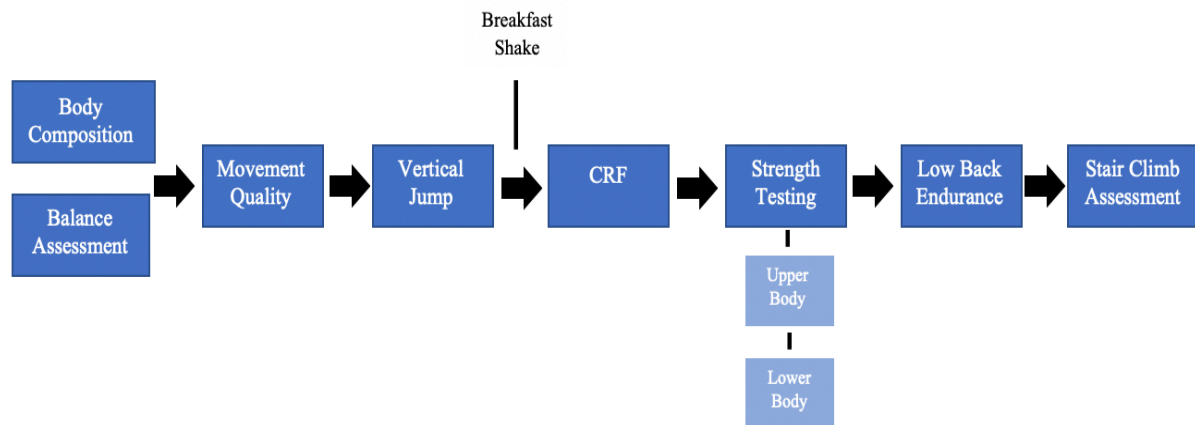 Breakfast
Shake
Body
Composition
Balance
Assessment
Movement
Quality
Vertical
Jump
CRF
Strength
Testing
Upper
Body
Lower
Body
Low Back
Endurance
Stair Climb
Assessment